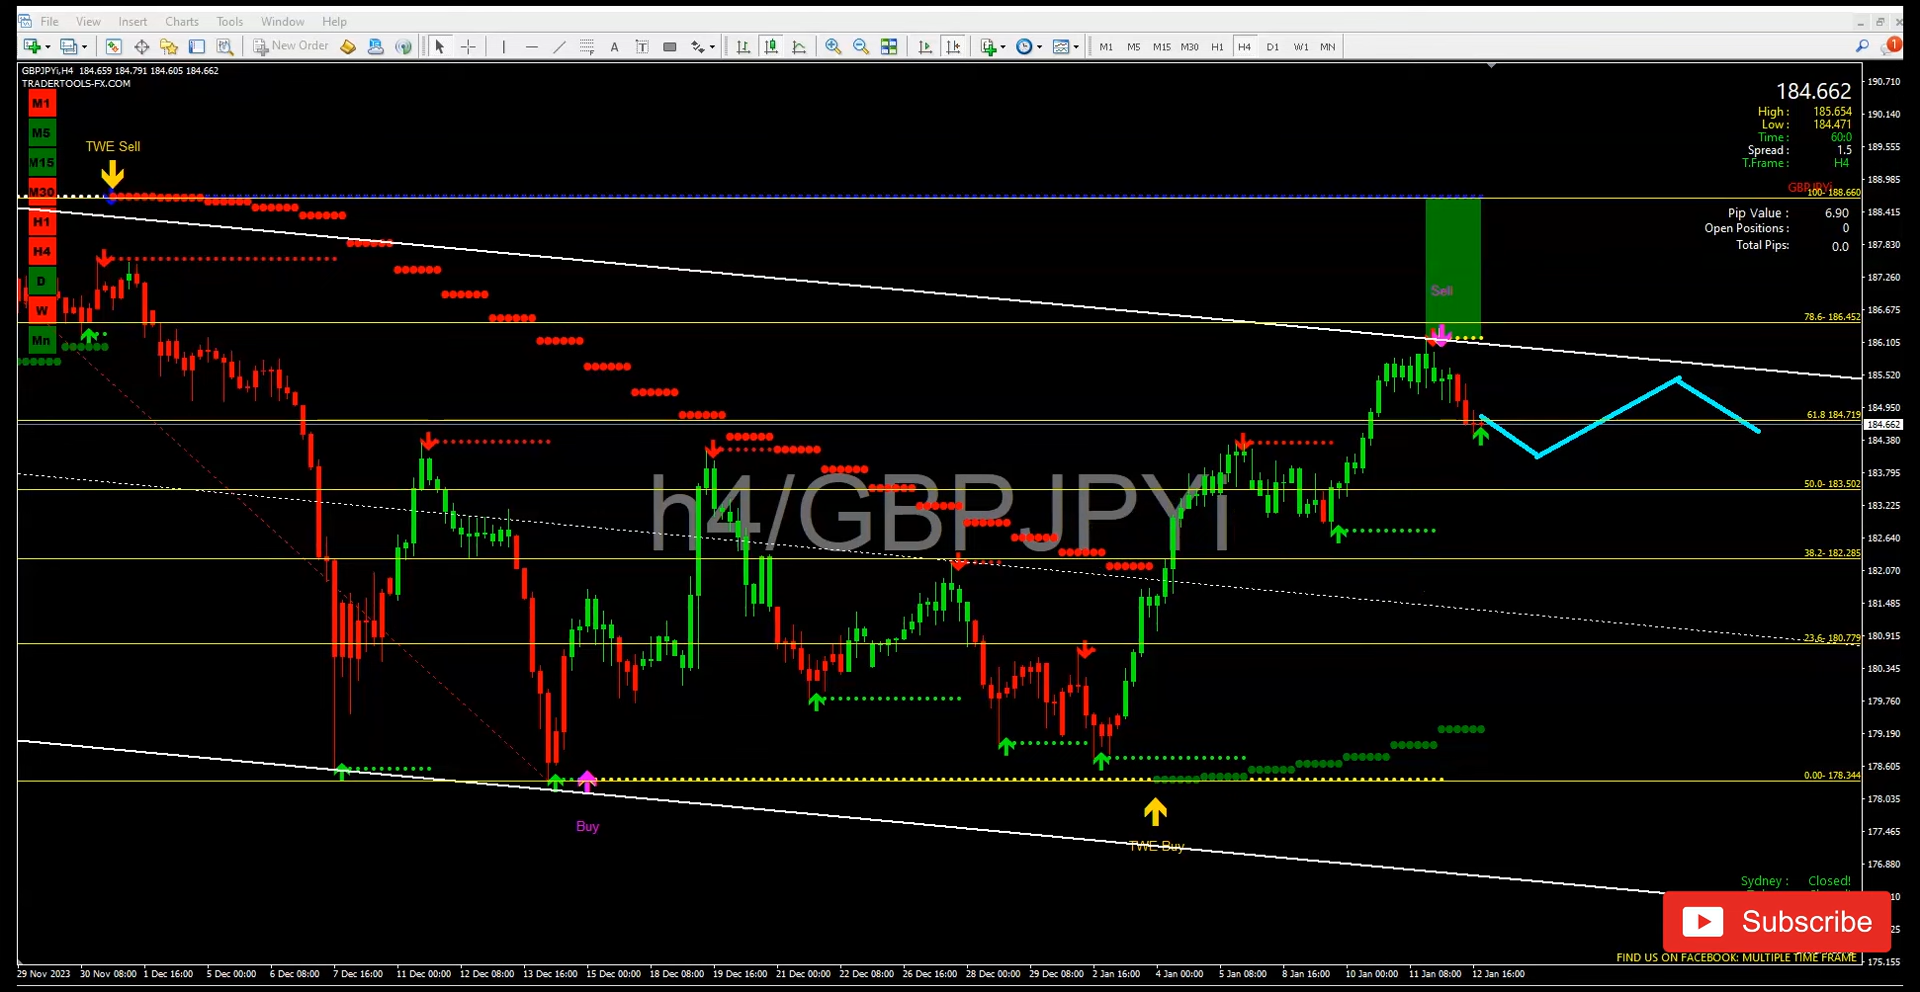 File View Insert Charts Tools Window Help
New Order A T M1 M5 M15 M30 H1 H4 D1 W1 MN 1
GBPJPYi,H4 184.659 184.791 184.605 184.662
TRADERTOOLS-FX.COM
M1
M5
M15
M30
H1
H4
D
W
Mn
TWE Sell
184.662
High : 185.654
Low : 184.471
Time : 60:0
Spread : 1.5
T.Frame : H4
GBPJPYi
Pip Value : 6.90
Open Positions : 0
Total Pips: 0.0
100- 188.660
78.6- 186.452
61.8 184.719
50.0- 183.502
38.2- 182.285
23.6- 180.779
0.00- 178.344
Sell
h4/GBPJPYi
Buy
TWE Buy
190.710
190.140
189.555
188.985
188.415
187.830
187.260
186.675
186.105
185.520
184.950
184.662
184.380
183.795
183.225
182.640
182.070
181.485
180.915
180.345
179.760
179.190
178.605
178.035
177.465
176.880
175.155
Sydney : Closed!
Subscribe
FIND US ON FACEBOOK: MULTIPLE TIME FRAME
29 Nov 2023 30 Nov 08:00 1 Dec 16:00 5 Dec 00:00 6 Dec 08:00 7 Dec 16:00 11 Dec 00:00 12 Dec 08:00 13 Dec 16:00 15 Dec 00:00 18 Dec 08:00 19 Dec 16:00 21 Dec 00:00 22 Dec 08:00 26 Dec 16:00 28 Dec 00:00 29 Dec 08:00 2 Jan 16:00 4 Jan 00:00 5 Jan 08:00 8 Jan 16:00 10 Jan 00:00 11 Jan 08:00 12 Jan 16:00